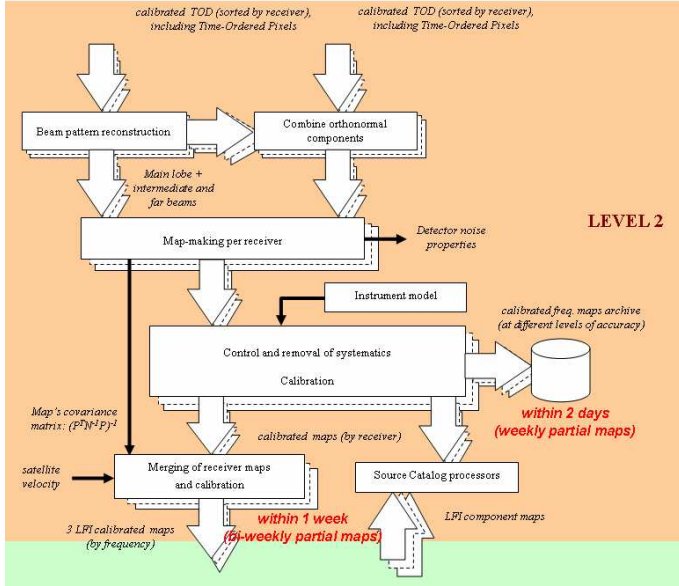 calibrated TOD (sorted by receiver),
including Time-Ordered Pixels
calibrated TOD (sorted by receiver),
including Time-Ordered Pixels
Beam pattern reconstruction
Combine orthonormal
components
Main lobe +
intermediate and
far beams
Map-making per receiver
Detector noise
properties
LEVEL 2
Instrument model
calibrated freq. maps archive
(at different levels of accuracy)
Control and removal of systematics
Calibration
within 2 days
(weekly partial maps)
Map's covariance
matrix: (PᵀN⁻¹P)⁻¹
calibrated maps (by receiver)
satellite
velocity
Merging of receiver maps
and calibration
Source Catalog processors
within 1 week
(bi-weekly partial maps)
LFI component maps
3 LFI calibrated maps
(by frequency)